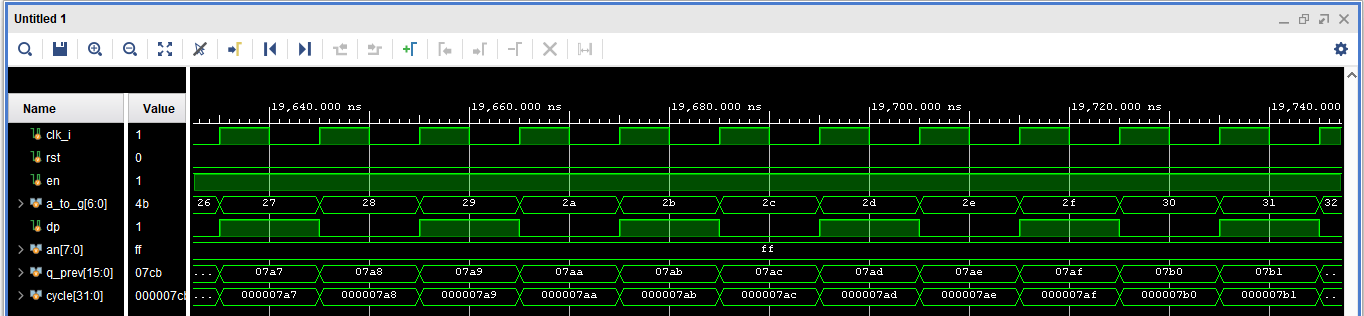 Untitled 1
19,640.000 ns 19,660.000 ns 19,680.000 ns 19,700.000 ns 19,720.000 ns 19,740.000
Name Value
clk_i 1
rst 0
en 1
a_to_g[6:0] 4b 26 27 28 29 2a 2b 2c 2d 2e 2f 30 31 32
dp 1
an[7:0] ff ff
q_prev[15:0] 07cb ... 07a7 07a8 07a9 07aa 07ab 07ac 07ad 07ae 07af 07b0 07b1 ..
cycle[31:0] 000007cb ... 000007a7 000007a8 000007a9 000007aa 000007ab 000007ac 000007ad 000007ae 000007af 000007b0 000007b1 ..